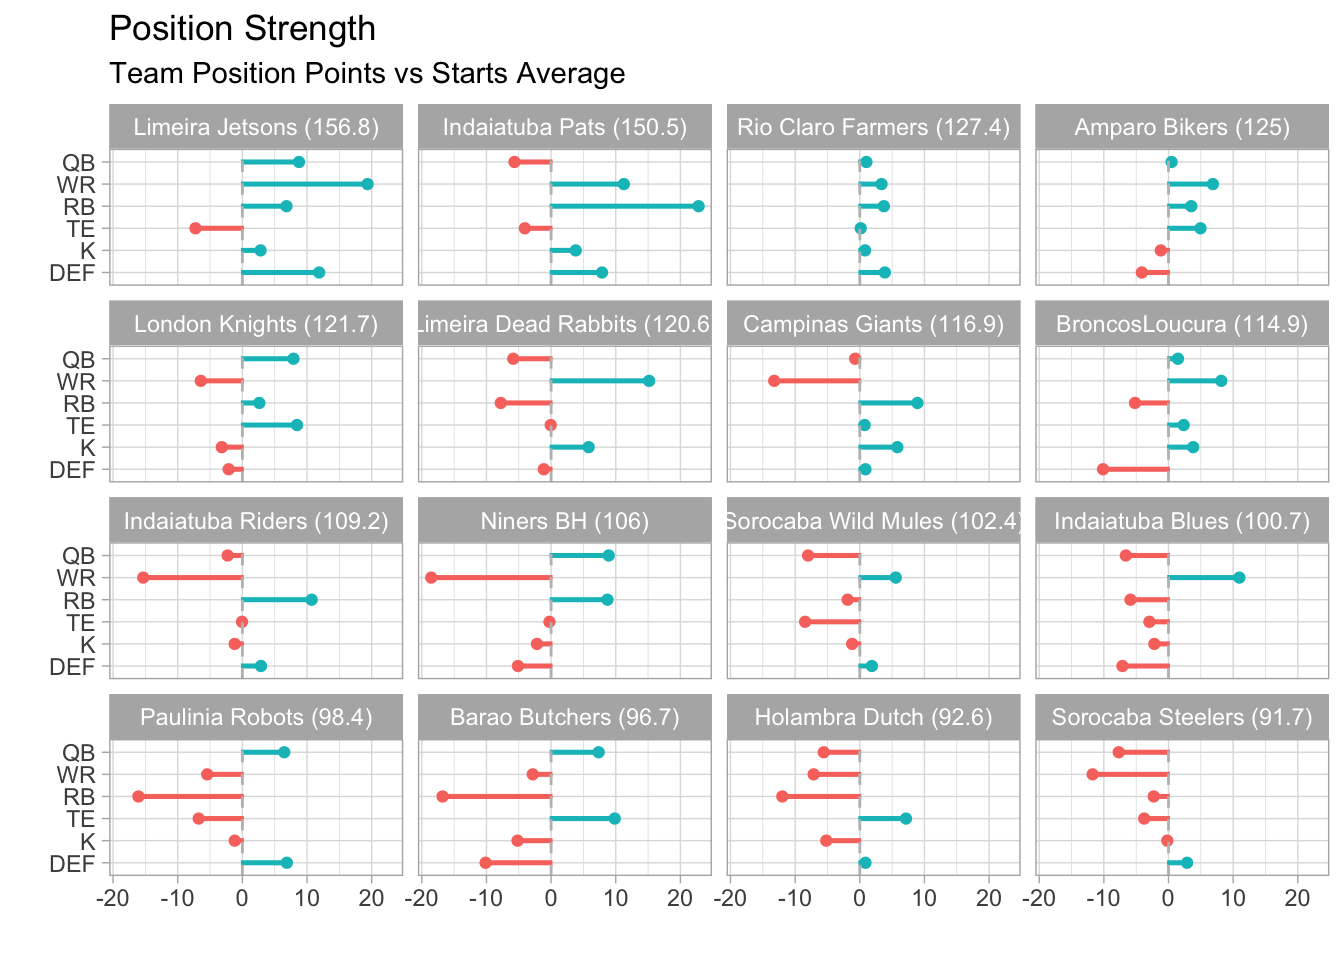 Position Strength
Team Position Points vs Starts Average
Limeira Jetsons (156.8) Indaiatuba Pats (150.5) Rio Claro Farmers (127.4) Amparo Bikers (125)
QB
WR
RB
TE
K
DEF
London Knights (121.7) Limeira Dead Rabbits (120.6 Campinas Giants (116.9) BroncosLoucura (114.9)
QB
WR
RB
TE
K
DEF
Indaiatuba Riders (109.2) Niners BH (106) Sorocaba Wild Mules (102.4) Indaiatuba Blues (100.7)
QB
WR
RB
TE
K
DEF
Paulinia Robots (98.4) Barao Butchers (96.7) Holambra Dutch (92.6) Sorocaba Steelers (91.7)
QB
WR
RB
TE
K
DEF
-20 -10 0 10 20 -20 -10 0 10 20 -20 -10 0 10 20 -20 -10 0 10 20